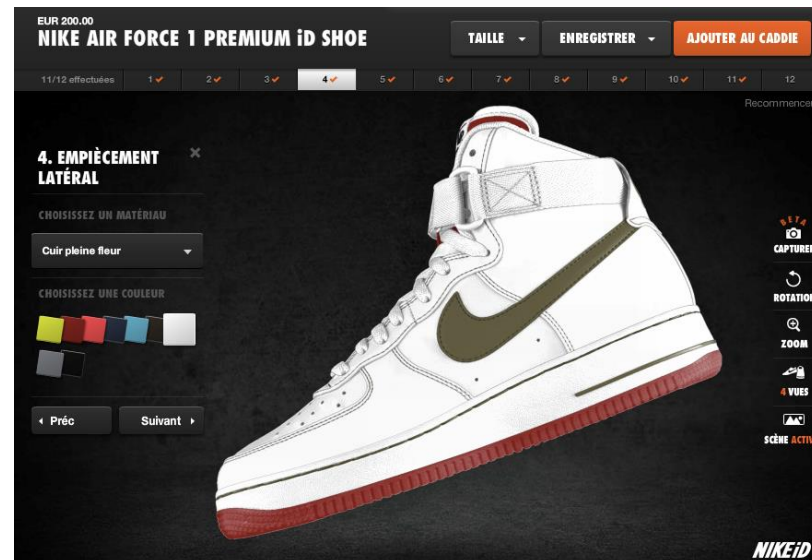 EUR 200.00
NIKE AIR FORCE 1 PREMIUM iD SHOE
TAILLE
ENREGISTRER
AJOUTER AU CADDIE
11/12 effectuées 1 2 3 4 5 6 7 8 9 10 11 12
Recommencer
4. EMPIÈCEMENT
LATÉRAL
CHOISISSEZ UN MATÉRIAU
Cuir pleine fleur
CHOISISSEZ UNE COULEUR
Préc
Suivant
BETA
CAPTURER
ROTATION
ZOOM
4 VUES
SCÈNE ACTIV
NIKEiD